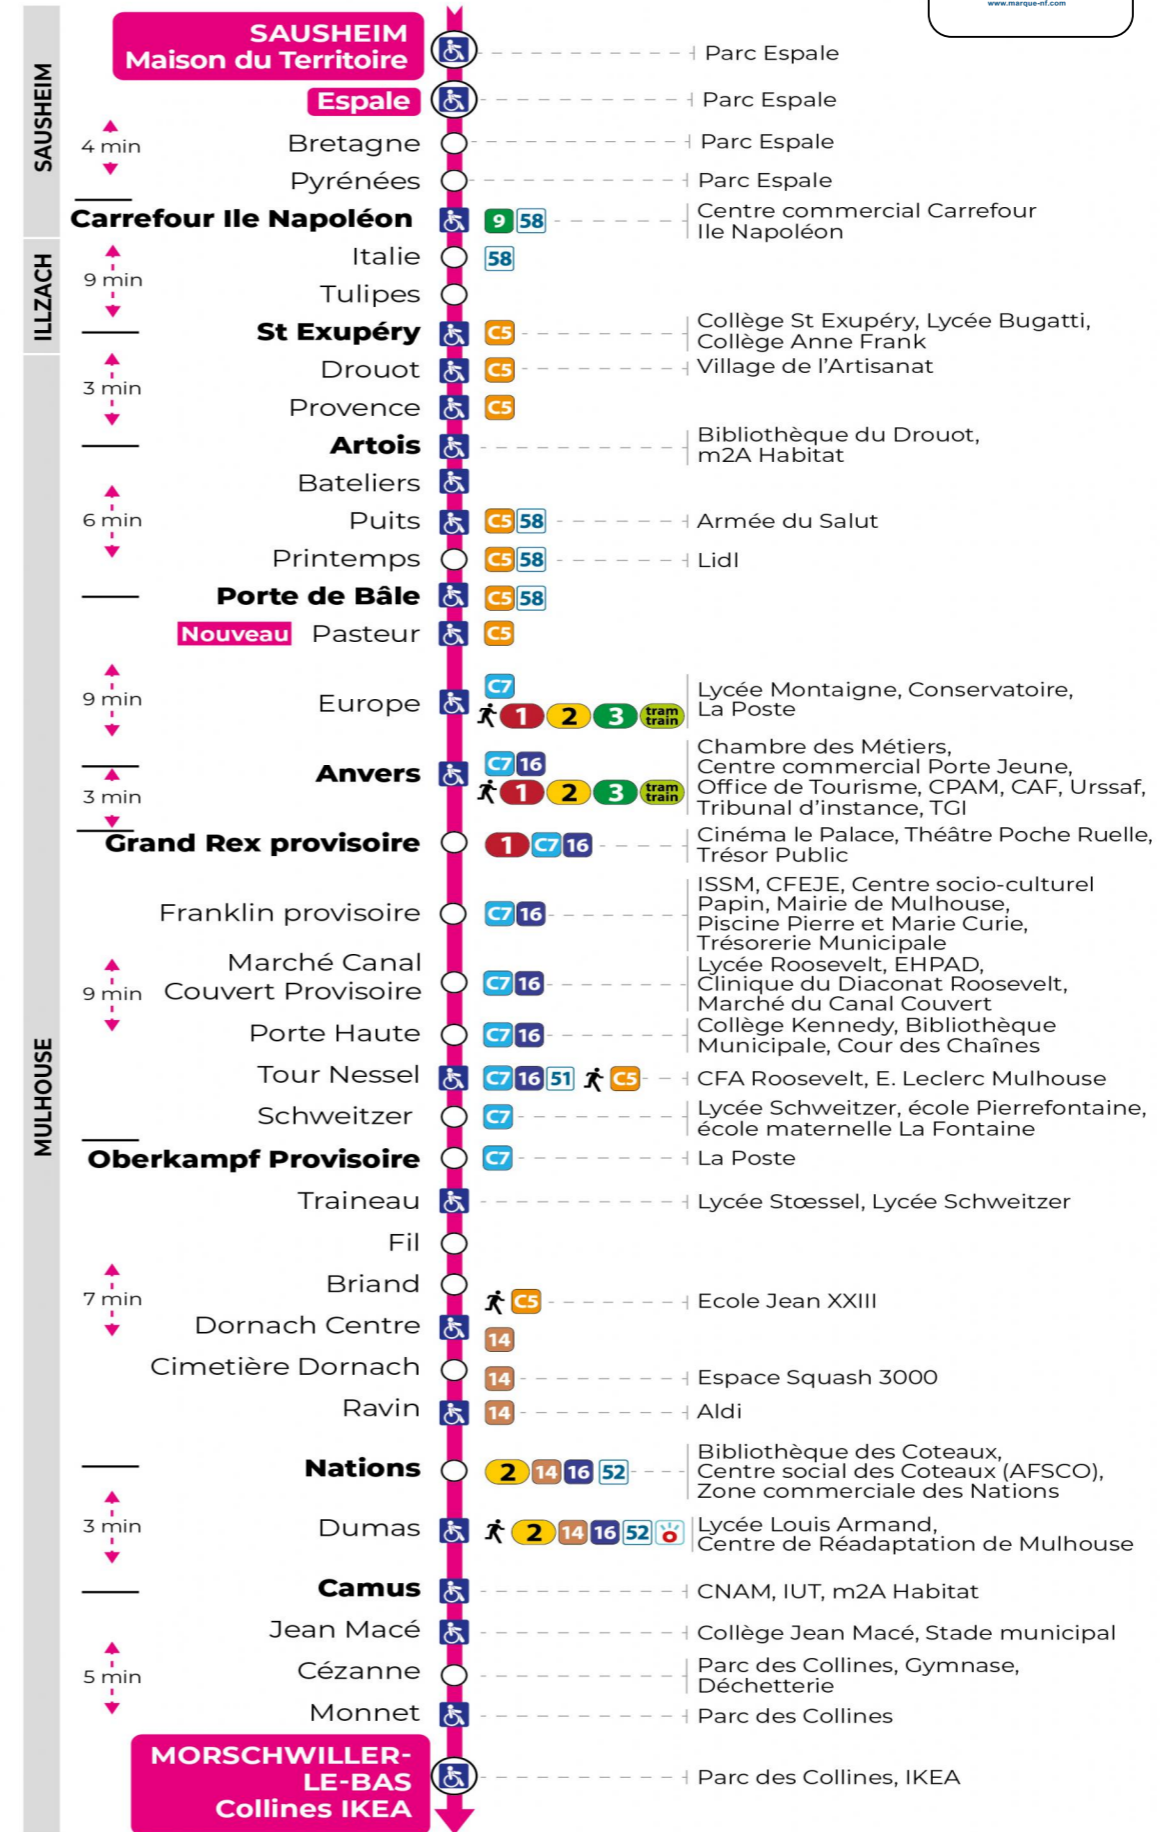 www.marque-nf.com
SAUSHEIM
SAUSHEIM
Maison du Territoire
Parc Espale
Espale
Parc Espale
4 min
Bretagne
Parc Espale
Pyrénées
Parc Espale
Carrefour Ile Napoléon
9 58
Centre commercial Carrefour
Ile Napoléon
ILLZACH
9 min
Italie
58
Tulipes
St Exupéry
C5
Collège St Exupéry, Lycée Bugatti,
Collège Anne Frank
MULHOUSE
3 min
Drouot
C5
Village de l'Artisanat
Provence
C5
Artois
Bibliothèque du Drouot,
m2A Habitat
6 min
Bateliers
Puits
C5 58
Armée du Salut
Printemps
C5 58
Lidl
Porte de Bâle
C5 58
Nouveau Pasteur
C5
9 min
Europe
C7
1 2 3 tram
train
Lycée Montaigne, Conservatoire,
La Poste
Anvers
C7 16
1 2 3 tram
train
Chambre des Métiers,
Centre commercial Porte Jeune,
Office de Tourisme, CPAM, CAF, Urssaf,
Tribunal d'instance, TGI
3 min
Grand Rex provisoire
1 C7 16
Cinéma le Palace, Théâtre Poche Ruelle,
Trésor Public
Franklin provisoire
C7 16
ISSM, CFEJE, Centre socio-culturel
Papin, Mairie de Mulhouse,
Piscine Pierre et Marie Curie,
Trésorerie Municipale
9 min
Marché Canal
Couvert Provisoire
C7 16
Lycée Roosevelt, EHPAD,
Clinique du Diaconat Roosevelt,
Marché du Canal Couvert
Porte Haute
C7 16
Collège Kennedy, Bibliothèque
Municipale, Cour des Chaînes
Tour Nessel
C7 16 51 C5
CFA Roosevelt, E. Leclerc Mulhouse
Schweitzer
C7
Lycée Schweitzer, école Pierrefontaine,
école maternelle La Fontaine
Oberkampf Provisoire
C7
La Poste
Traineau
Lycée Stœssel, Lycée Schweitzer
Fil
7 min
Briand
C5
Ecole Jean XXIII
Dornach Centre
14
Cimetière Dornach
14
Espace Squash 3000
Ravin
14
Aldi
Nations
2 14 16 52
Bibliothèque des Coteaux,
Centre social des Coteaux (AFSCO),
Zone commerciale des Nations
3 min
Dumas
2 14 16 52
Lycée Louis Armand,
Centre de Réadaptation de Mulhouse
Camus
CNAM, IUT, m2A Habitat
5 min
Jean Macé
Collège Jean Macé, Stade municipal
Cézanne
Parc des Collines, Gymnase,
Déchetterie
Monnet
Parc des Collines
MORSCHWILLER-
LE-BAS
Collines IKEA
Parc des Collines, IKEA